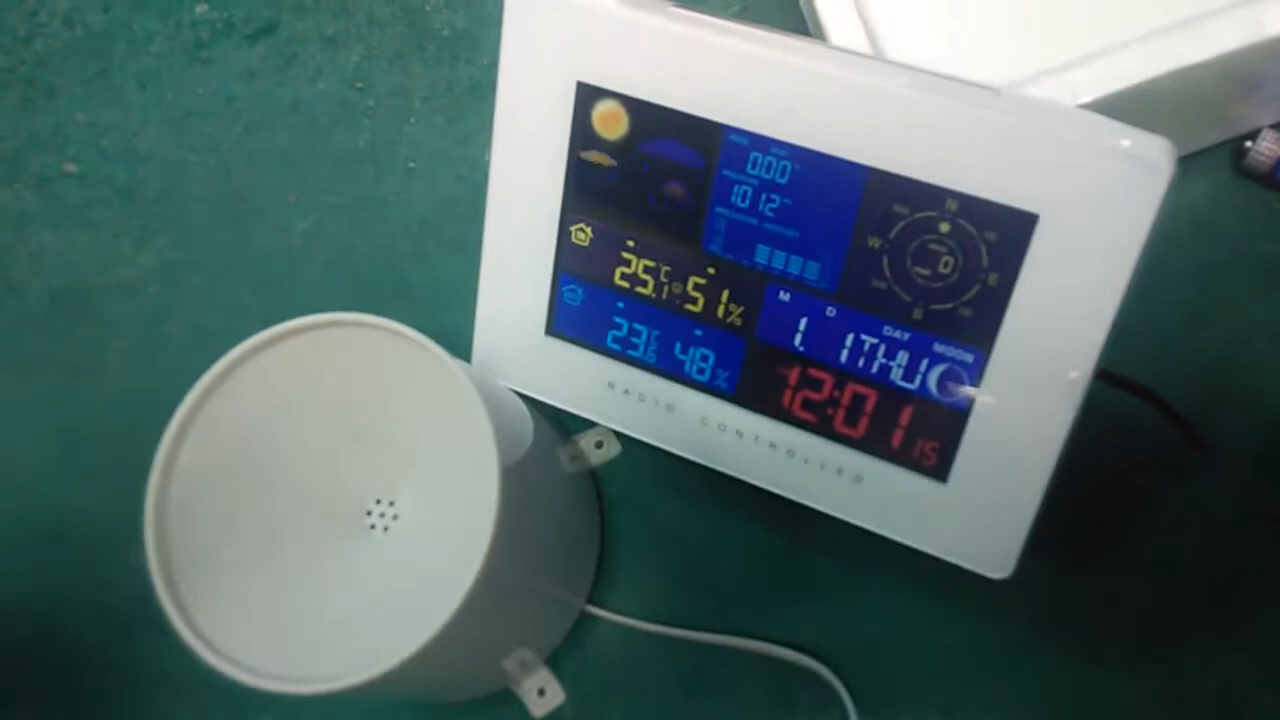 0.00
1012
N
W
E
S
0
25.1°C 51%
M D DAY MOON
1. 1 THU
23.6°C 48%
12:01 15
RADIO CONTROLLED